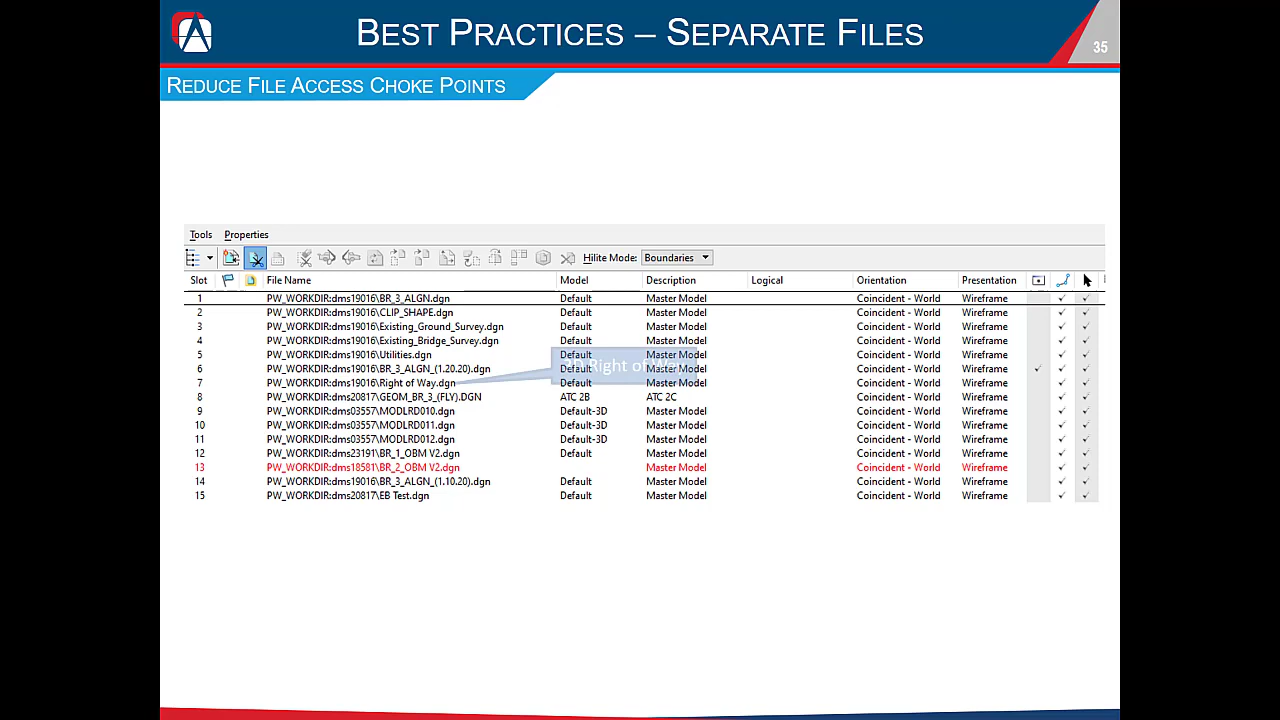 BEST PRACTICES – SEPARATE FILES
35
REDUCE FILE ACCESS CHOKE POINTS
Tools Properties
Hilite Mode: Boundaries
Slot File Name Model Description Logical Orientation Presentation
1 PW_WORKDIR:dms19016\BR_3_ALGN.dgn Default Master Model Coincident - World Wireframe
2 PW_WORKDIR:dms19016\CLIP_SHAPE.dgn Default Master Model Coincident - World Wireframe
3 PW_WORKDIR:dms19016\Existing_Ground_Survey.dgn Default Master Model Coincident - World Wireframe
4 PW_WORKDIR:dms19016\Existing_Bridge_Survey.dgn Default Master Model Coincident - World Wireframe
5 PW_WORKDIR:dms19016\Utilities.dgn Default Master Model Coincident - World Wireframe
6 PW_WORKDIR:dms19016\BR_3_ALGN_(1.20.20).dgn Default Master Model Coincident - World Wireframe
2D Right of Way
7 PW_WORKDIR:dms19016\Right of Way.dgn Default Master Model Coincident - World Wireframe
8 PW_WORKDIR:dms20817\GEOM_BR_3_(FLY).DGN ATC 2B ATC 2C Coincident - World Wireframe
9 PW_WORKDIR:dms03557\MODLRD010.dgn Default-3D Master Model Coincident - World Wireframe
10 PW_WORKDIR:dms03557\MODLRD011.dgn Default-3D Master Model Coincident - World Wireframe
11 PW_WORKDIR:dms03557\MODLRD012.dgn Default-3D Master Model Coincident - World Wireframe
12 PW_WORKDIR:dms23191\BR_1_OBM V2.dgn Default Master Model Coincident - World Wireframe
13 PW_WORKDIR:dms18581\BR_2_OBM V2.dgn Master Model Coincident - World Wireframe
14 PW_WORKDIR:dms19016\BR_3_ALGN_(1.10.20).dgn Default Master Model Coincident - World Wireframe
15 PW_WORKDIR:dms20817\EB Test.dgn Default Master Model Coincident - World Wireframe